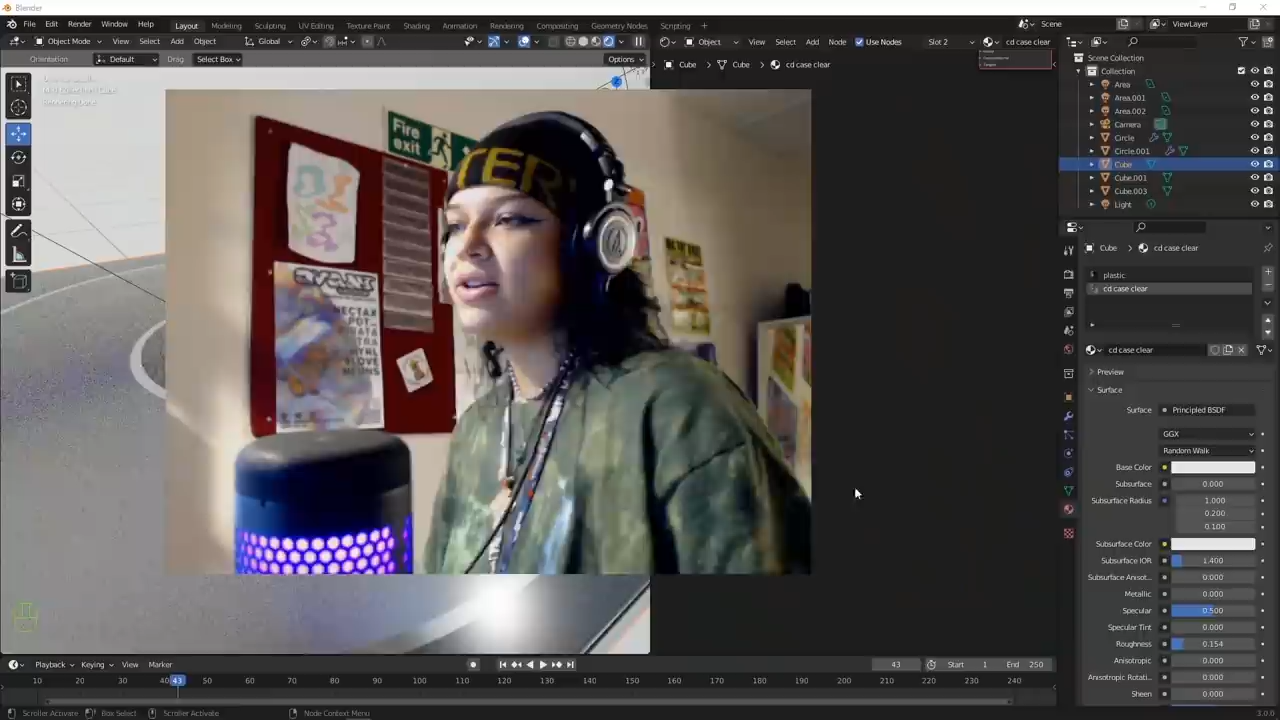 Blender
File Edit Render Window Help Layout Modeling Sculpting UV Editing Texture Paint Shading Animation Rendering Compositing Geometry Nodes Scripting + Scene ViewLayer
Object Mode View Select Add Object Global Object View Select Add Node Use Nodes Slot 2 cd case clear
Orientation Default Drag Select Box Options Cube Cube cd case clear
Scene Collection
Collection
Area
Area.001
Area.002
Camera
Circle
Circle.001
Cube
Cube.001
Cube.003
Light
Fire
exit
TER
Cube cd case clear
plastic
cd case clear
cd case clear
Preview
Surface
Surface Principled BSDF
GGX
Random Walk
Base Color
Subsurface 0.000
Subsurface Radius 1.000
0.200
0.100
Subsurface Color
Subsurface IOR 1.400
Subsurface Anisot... 0.000
Metallic 0.000
Specular 0.500
Specular Tint 0.000
Roughness 0.154
Anisotropic 0.000
Anisotropic Rotati... 0.000
Sheen 0.000
Playback Keying View Marker 43 Start 1 End 250
10 20 30 40 43 50 60 70 80 90 100 110 120 130 140 150 160 170 180 190 200 210 220 230 240
Scroller Activate Box Select Scroller Activate Node Context Menu 3.0.0